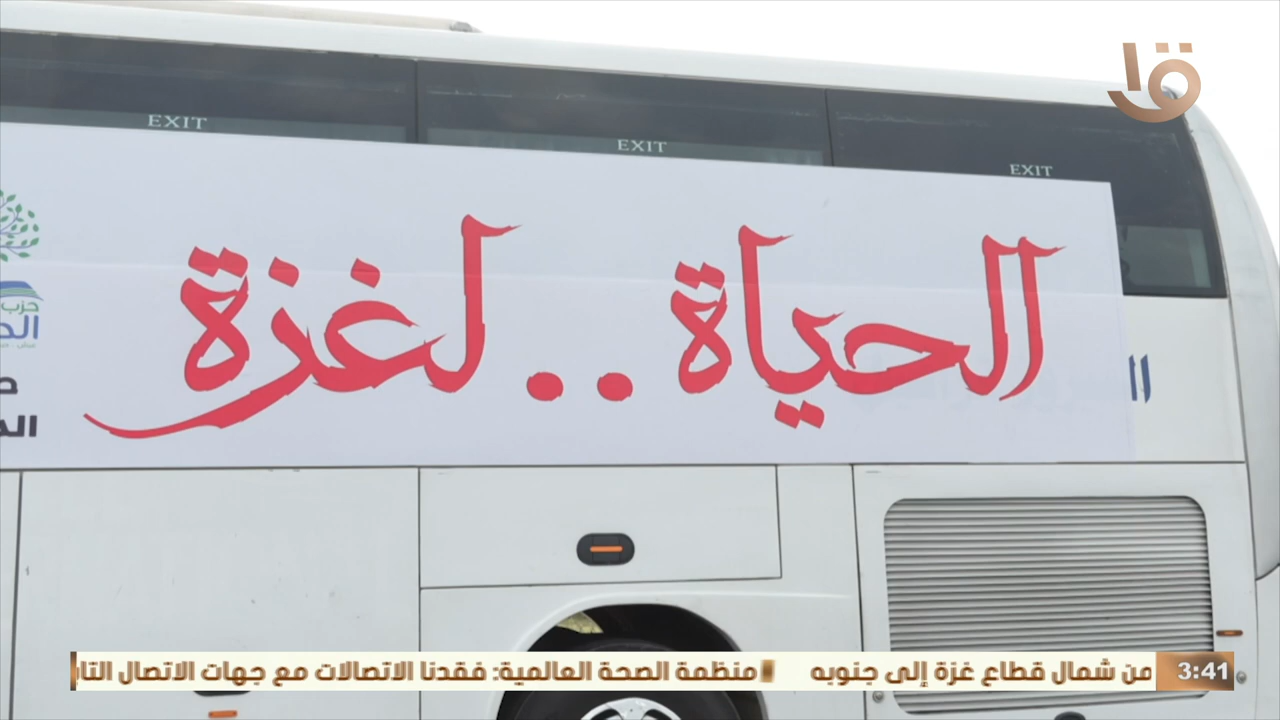 EXIT
EXIT
EXIT
الحياة .. لغزة
حزب
من شمال قطاع غزة إلى جنوبه
منظمة الصحة العالمية: فقدنا الاتصالات مع جهات الاتصال
3:41